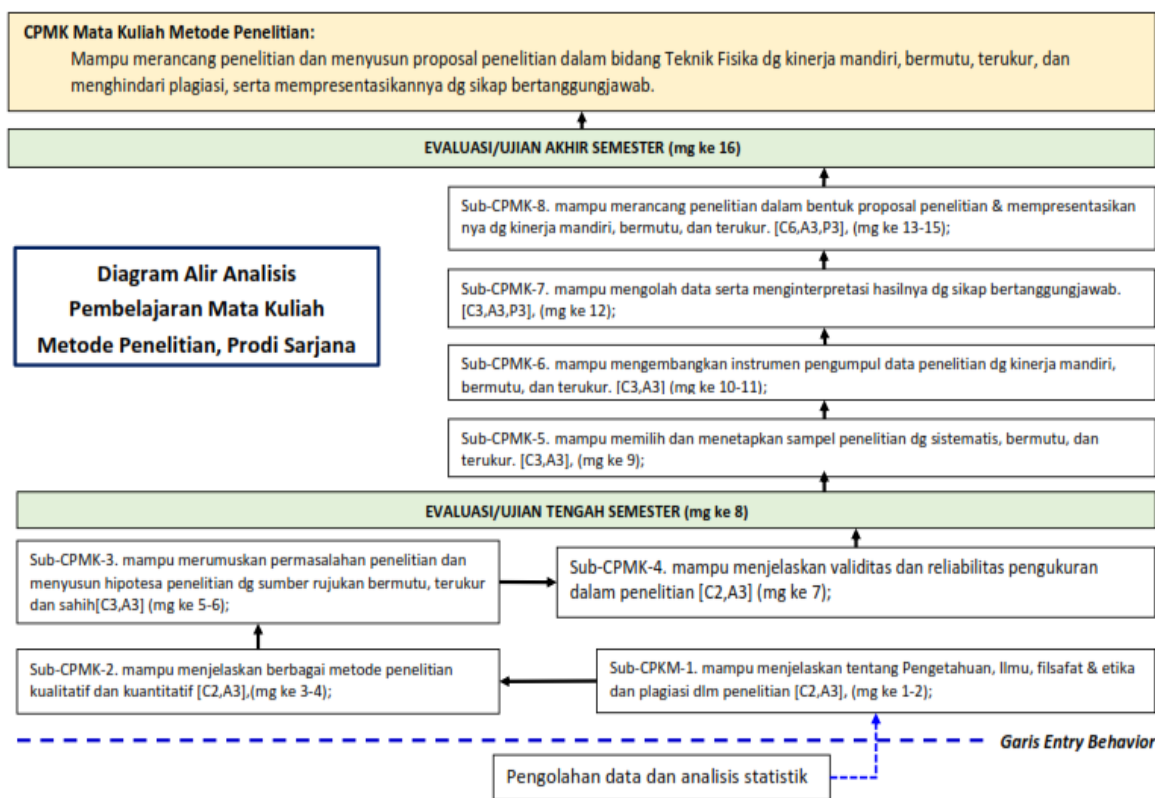 CPMK Mata Kuliah Metode Penelitian:
Mampu merancang penelitian dan menyusun proposal penelitian dalam bidang Teknik Fisika dg kinerja mandiri, bermutu, terukur, dan
menghindari plagiasi, serta mempresentasikannya dg sikap bertanggungjawab.
EVALUASI/UJIAN AKHIR SEMESTER (mg ke 16)
Sub-CPMK-8. mampu merancang penelitian dalam bentuk proposal penelitian & mempresentasikan
nya dg kinerja mandiri, bermutu, dan terukur. [C6,A3,P3], (mg ke 13-15);
Diagram Alir Analisis
Pembelajaran Mata Kuliah
Metode Penelitian, Prodi Sarjana
Sub-CPMK-7. mampu mengolah data serta menginterpretasi hasilnya dg sikap bertanggungjawab.
[C3,A3,P3], (mg ke 12);
Sub-CPMK-6. mampu mengembangkan instrumen pengumpul data penelitian dg kinerja mandiri,
bermutu, dan terukur. [C3,A3] (mg ke 10-11);
Sub-CPMK-5. mampu memilih dan menetapkan sampel penelitian dg sistematis, bermutu, dan
terukur. [C3,A3], (mg ke 9);
EVALUASI/UJIAN TENGAH SEMESTER (mg ke 8)
Sub-CPMK-3. mampu merumuskan permasalahan penelitian dan
menyusun hipotesa penelitian dg sumber rujukan bermutu, terukur
dan sahih[C3,A3] (mg ke 5-6);
Sub-CPMK-4. mampu menjelaskan validitas dan reliabilitas pengukuran
dalam penelitian [C2,A3] (mg ke 7);
Sub-CPMK-2. mampu menjelaskan berbagai metode penelitian
kualitatif dan kuantitatif [C2,A3],(mg ke 3-4);
Sub-CPKM-1. mampu menjelaskan tentang Pengetahuan, Ilmu, filsafat & etika
dan plagiasi dlm penelitian [C2,A3], (mg ke 1-2);
Garis Entry Behavior
Pengolahan data dan analisis statistik